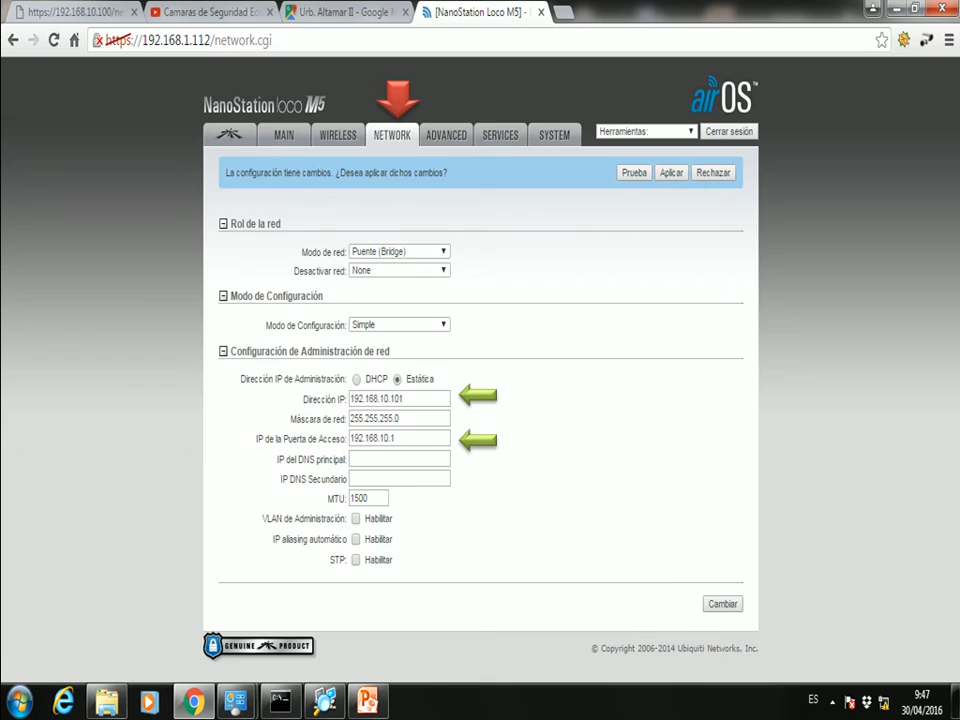 https://192.168.10.100/ne
Camaras de Seguridad Ec
Urb. Altamar II - Google M
[NanoStation Loco M5] -
https://192.168.1.112/network.cgi
NanoStation loco M5
airOS™
MAIN
WIRELESS
NETWORK
ADVANCED
SERVICES
SYSTEM
Herramientas:
Cerrar sesión
La configuración tiene cambios. ¿Desea aplicar dichos cambios?
Prueba
Aplicar
Rechazar
Rol de la red
Modo de red: Puente (Bridge)
Desactivar red: None
Modo de Configuración
Modo de Configuración: Simple
Configuración de Administración de red
Dirección IP de Administración: DHCP Estática
Dirección IP: 192.168.10.101
Máscara de red: 255.255.255.0
IP de la Puerta de Acceso: 192.168.10.1
IP del DNS principal:
IP DNS Secundario
MTU: 1500
VLAN de Administración: Habilitar
IP aliasing automático Habilitar
STP: Habilitar
Cambiar
GENUINE PRODUCT
© Copyright 2006-2014 Ubiquiti Networks, Inc.
ES
9:47
30/04/2016